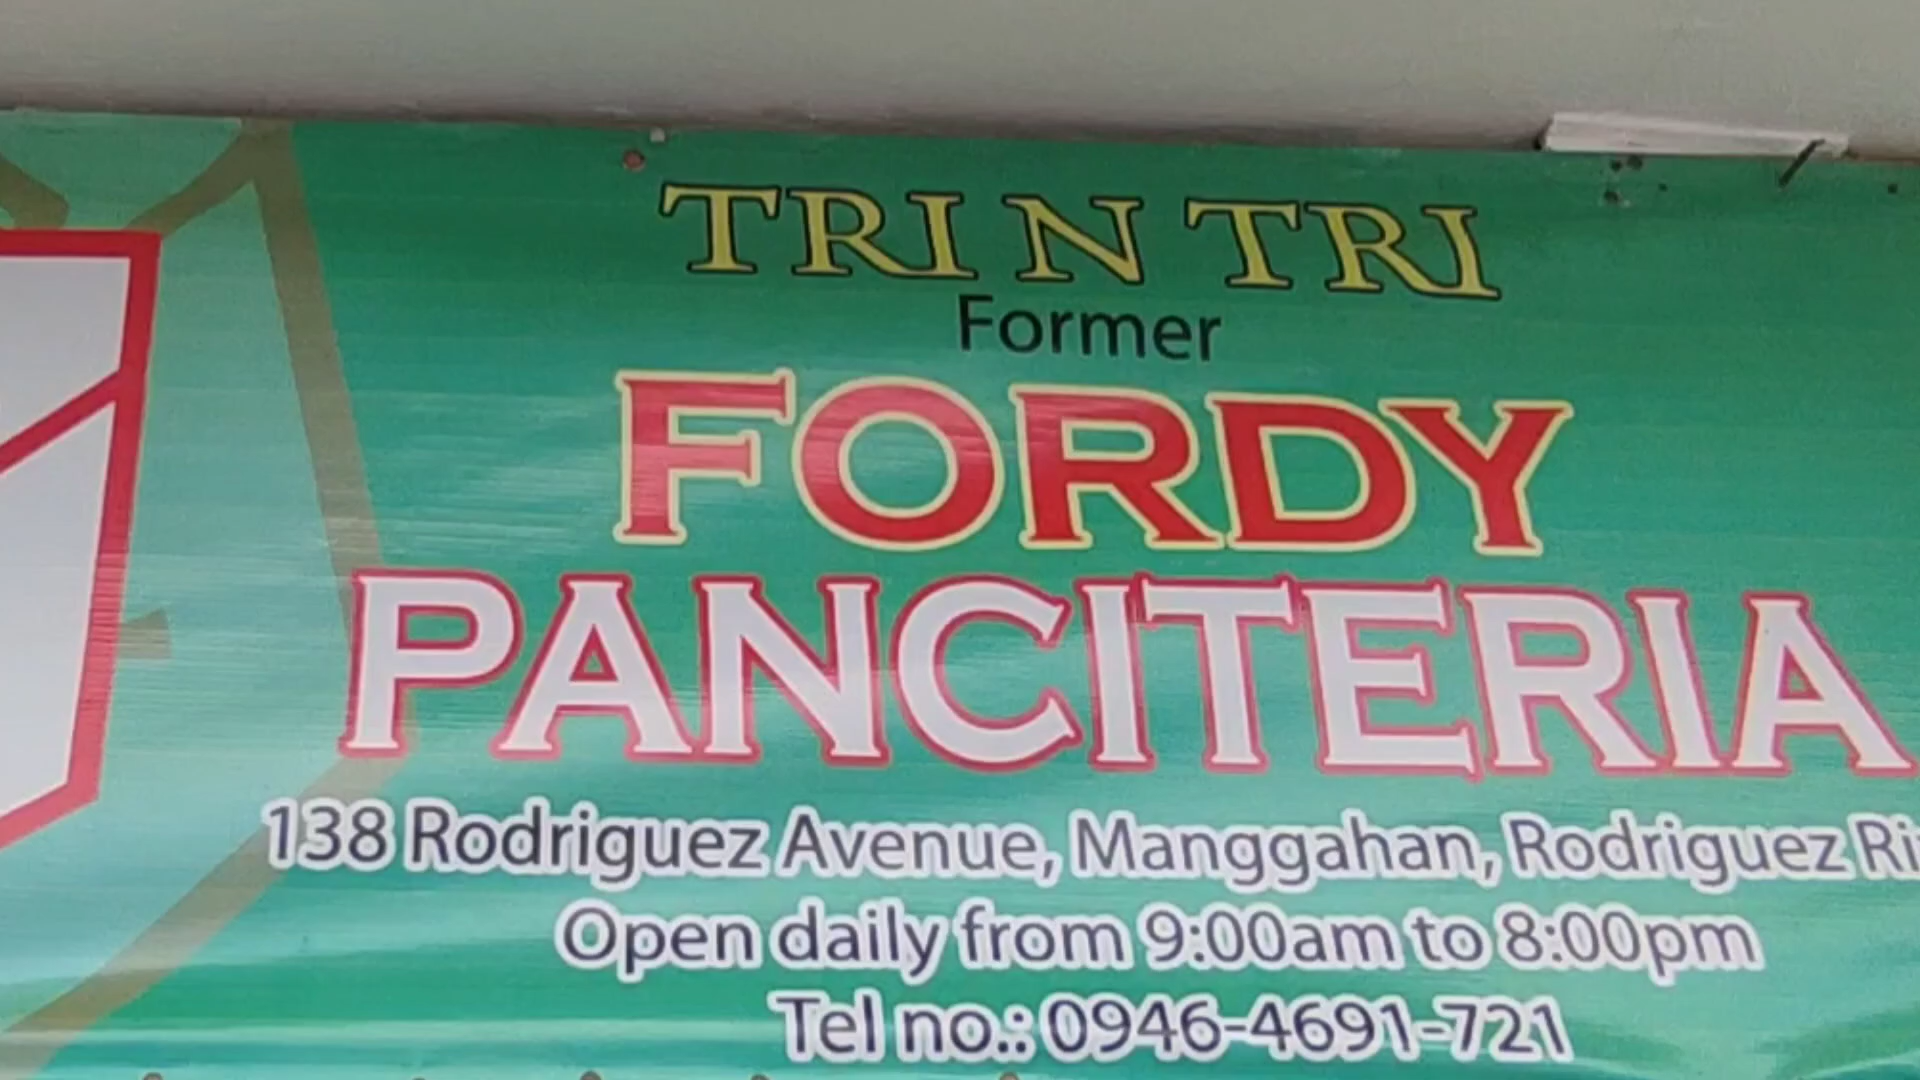 TRI N TRI
Former
FORDY
PANCITERIA
138 Rodriguez Avenue, Manggahan, Rodriguez
Open daily from 9:00am to 8:00pm
Tel no.: 0946-4691-721